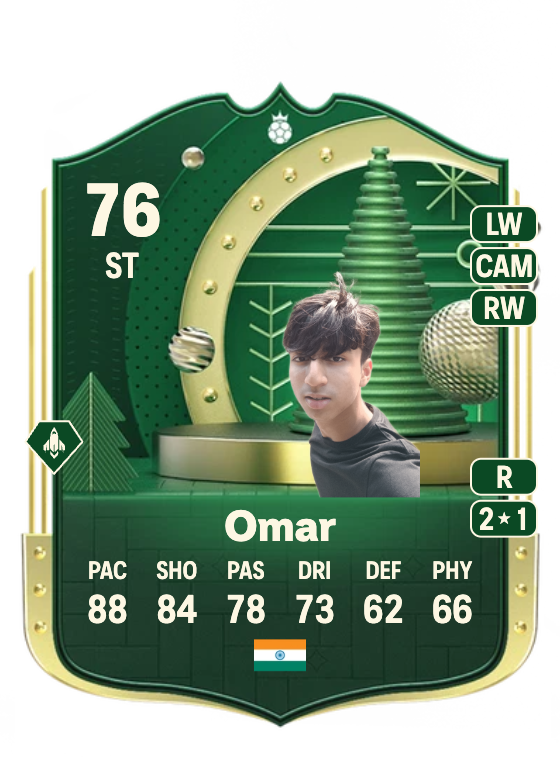 76
ST
LW
CAM
RW
R
2★1
Omar
PAC SHO PAS DRI DEF PHY
88 84 78 73 62 66